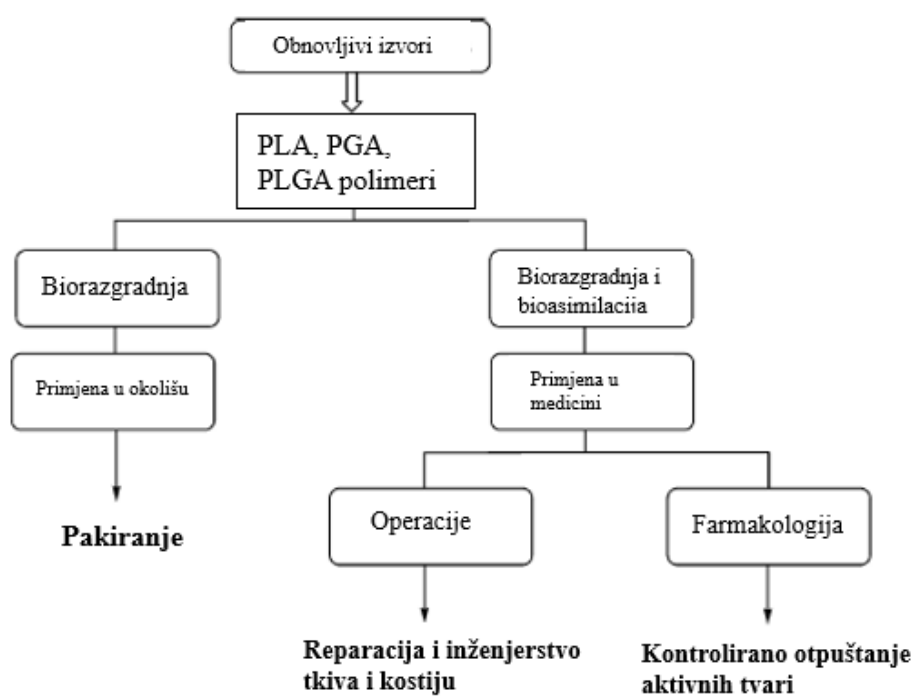 Obnovljivi izvori
PLA, PGA,
PLGA polimeri
Biorazgradnja
Biorazgradnja i
bioasimilacija
Primjena u okolišu
Primjena u
medicini
Pakiranje
Operacije
Farmakologija
Reparacija i inženjerstvo
tkiva i kostiju
Kontrolirano otpuštanje
aktivnih tvari